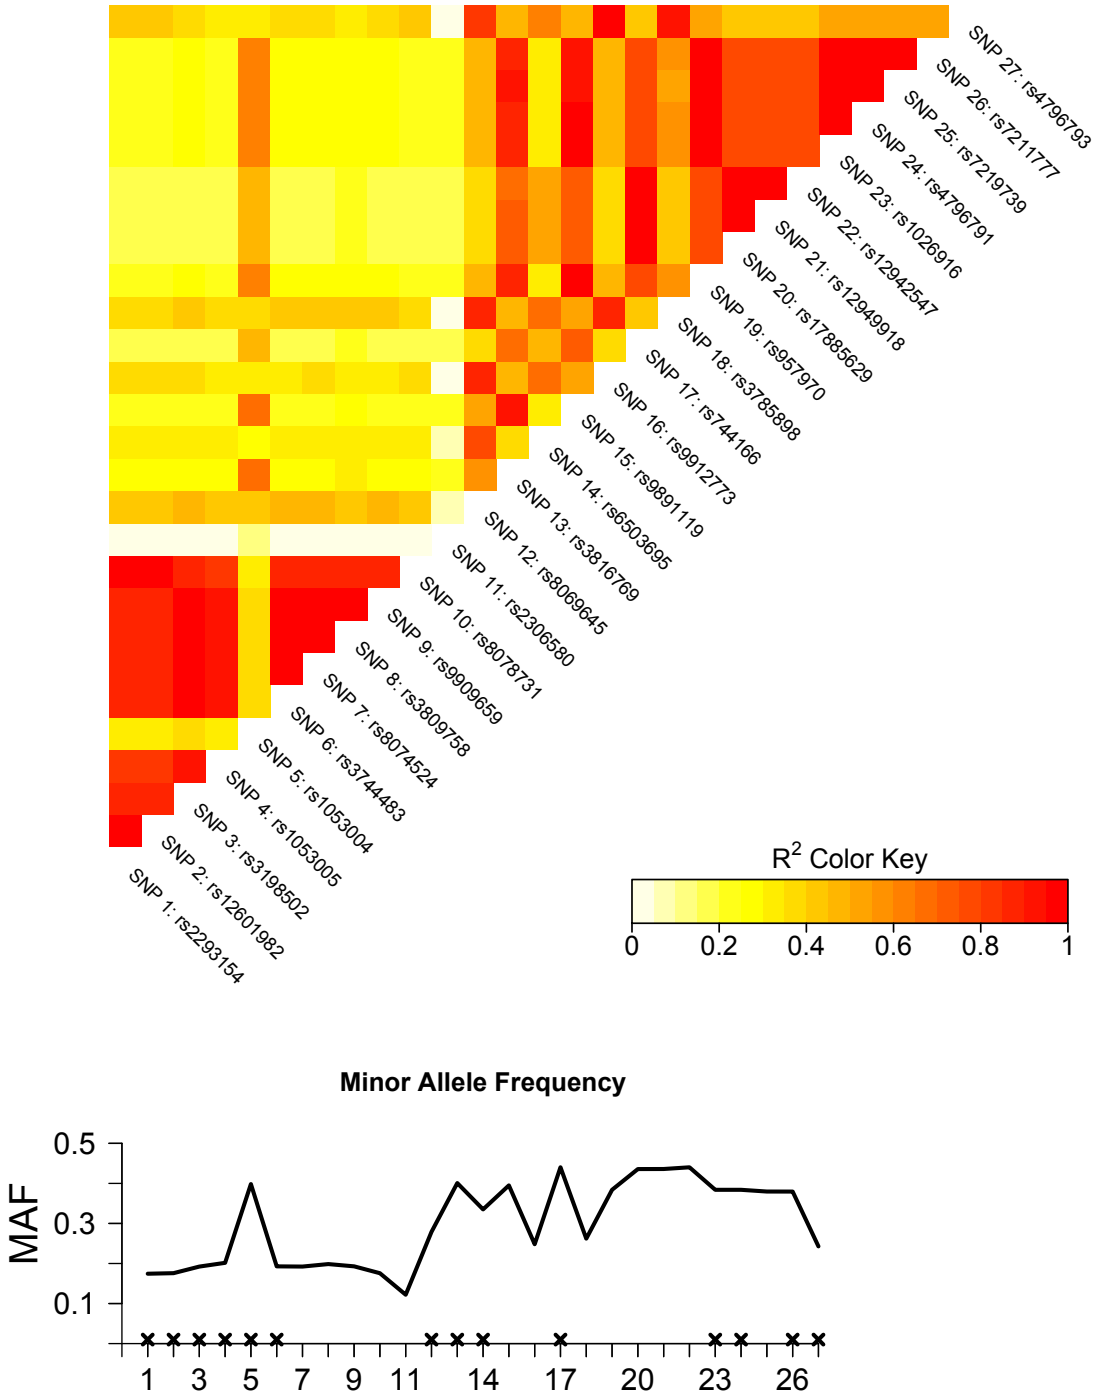 SNP 27: rs4796793
SNP 26: rs7211777
SNP 25: rs7219739
SNP 24: rs4796791
SNP 23: rs1026916
SNP 22: rs12942547
SNP 21: rs12949918
SNP 20: rs17885629
SNP 19: rs957970
SNP 18: rs3785898
SNP 17: rs744166
SNP 16: rs9912773
SNP 15: rs9891119
SNP 14: rs6503695
SNP 13: rs3816769
SNP 12: rs8069645
SNP 11: rs2306580
SNP 10: rs8078731
SNP 9: rs9909659
SNP 8: rs3809758
SNP 7: rs8074524
SNP 6: rs3744483
SNP 5: rs1053004
SNP 4: rs1053005
SNP 3: rs3198502
SNP 2: rs12601982
SNP 1: rs2293154
R² Color Key
0 0.2 0.4 0.6 0.8 1
Minor Allele Frequency
MAF
0.5
0.3
0.1
1 3 5 7 9 11 14 17 20 23 26